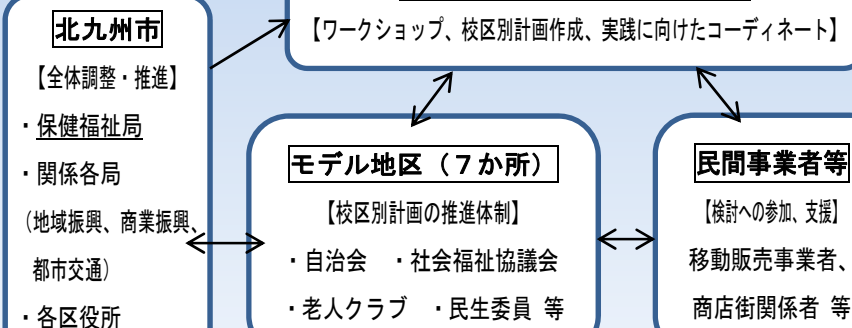 【ワークショップ、校区別計画作成、実践に向けたコーディネート】
北九州市
【全体調整・推進】
・保健福祉局
・関係各局
（地域振興、商業振興、
都市交通）
・各区役所
モデル地区（７か所）
【校区別計画の推進体制】
・自治会　・社会福祉協議会
・老人クラブ　・民生委員 等
民間事業者等
【検討への参加、支援】
移動販売事業者、
商店街関係者 等